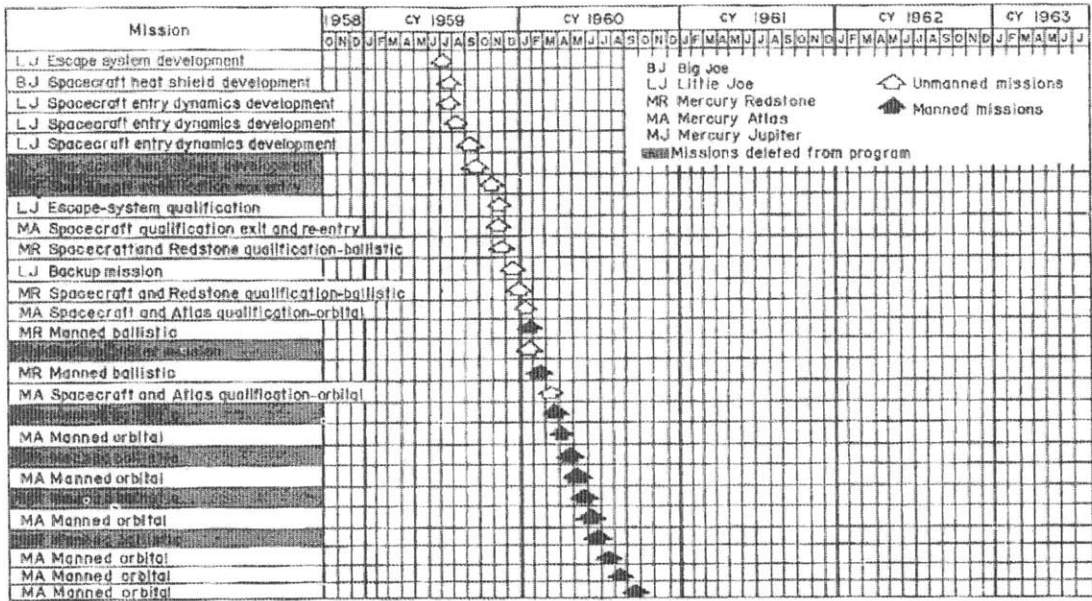 Mission
1958 CY 1959 CY 1960 CY 1961 CY 1962 CY 1963
O N D J F M A M J J A S O N D J F M A M J J A S O N D J F M A M J J A S O N D J F M A M J J A S O N D J F M A M J J
LJ Escape system development
BJ Spacecraft heat shield development
LJ Spacecraft entry dynamics development
LJ Spacecraft entry dynamics development
LJ Spacecraft entry dynamics development
LJ Escape-system qualification
MA Spacecraft qualification exit and re-entry
MR Spacecraft and Redstone qualification-ballistic
LJ Backup mission
MR Spacecraft and Redstone qualification-ballistic
MA Spacecraft and Atlas qualification-orbital
MR Manned ballistic
mission
MR Manned ballistic
MA Spacecraft and Atlas qualification-orbital
MA Manned orbital
MA Manned orbital
MA Manned orbital
MA Manned orbital
MA Manned orbital
MA Manned orbital
BJ Big Joe
LJ Little Joe
MR Mercury Redstone
MA Mercury Atlas
MJ Mercury Jupiter
Missions deleted from program
Unmanned missions
Manned missions